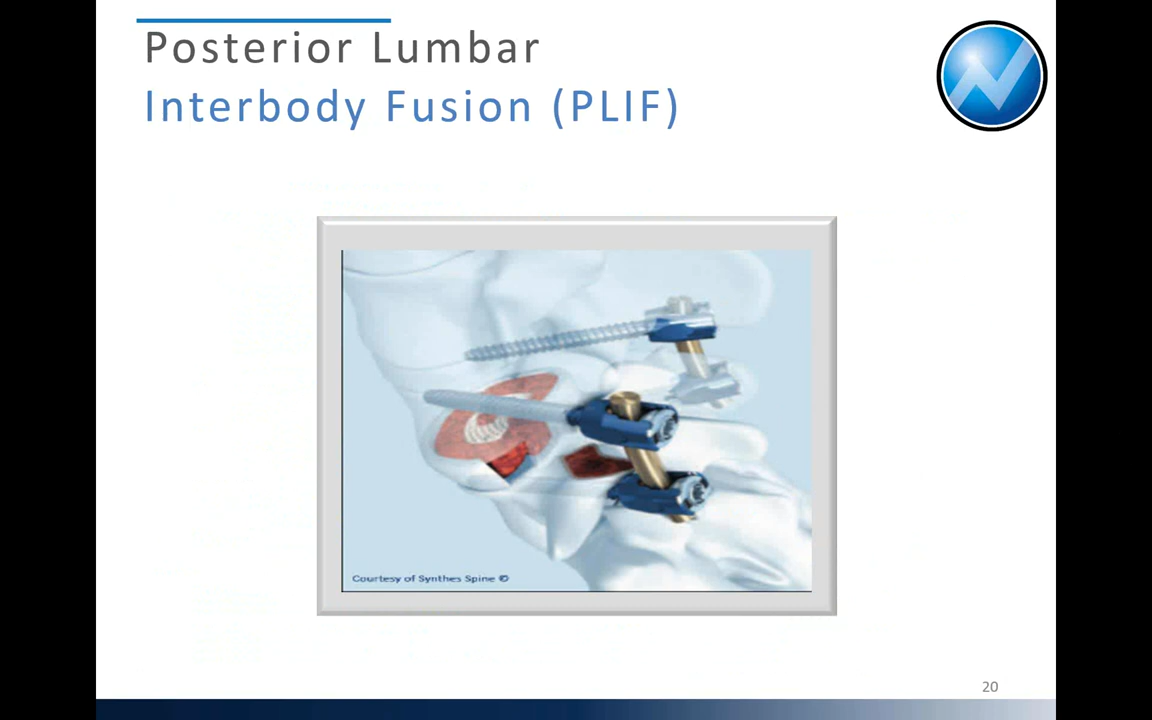 Posterior Lumbar
Interbody Fusion (PLIF)
Courtesy of Synthes Spine ©
20